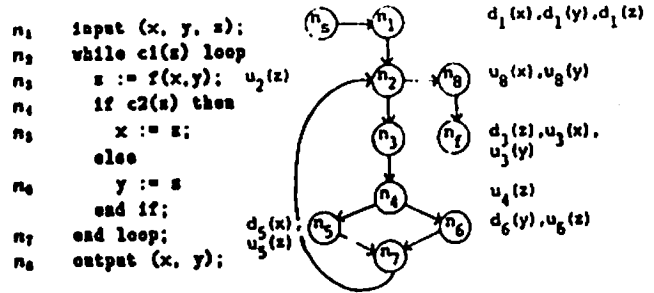 n₁ input (x, y, z);
n₂ while c1(z) loop
n₃ z := f(x,y); u₂(z)
n₄ if c2(z) then
n₅ x := z;
else
n₆ y := z
end if;
n₇ end loop;
n₈ output (x, y);
nₛ
n₁
d₁(x),d₁(y),d₁(z)
n₂
n₈
u₈(x),u₈(y)
n₃
n_f
d₃(z),u₃(x),
u₃(y)
n₄
u₄(z)
d₅(x),
u₅(z)
n₅
n₆
d₆(y),u₆(z)
n₇